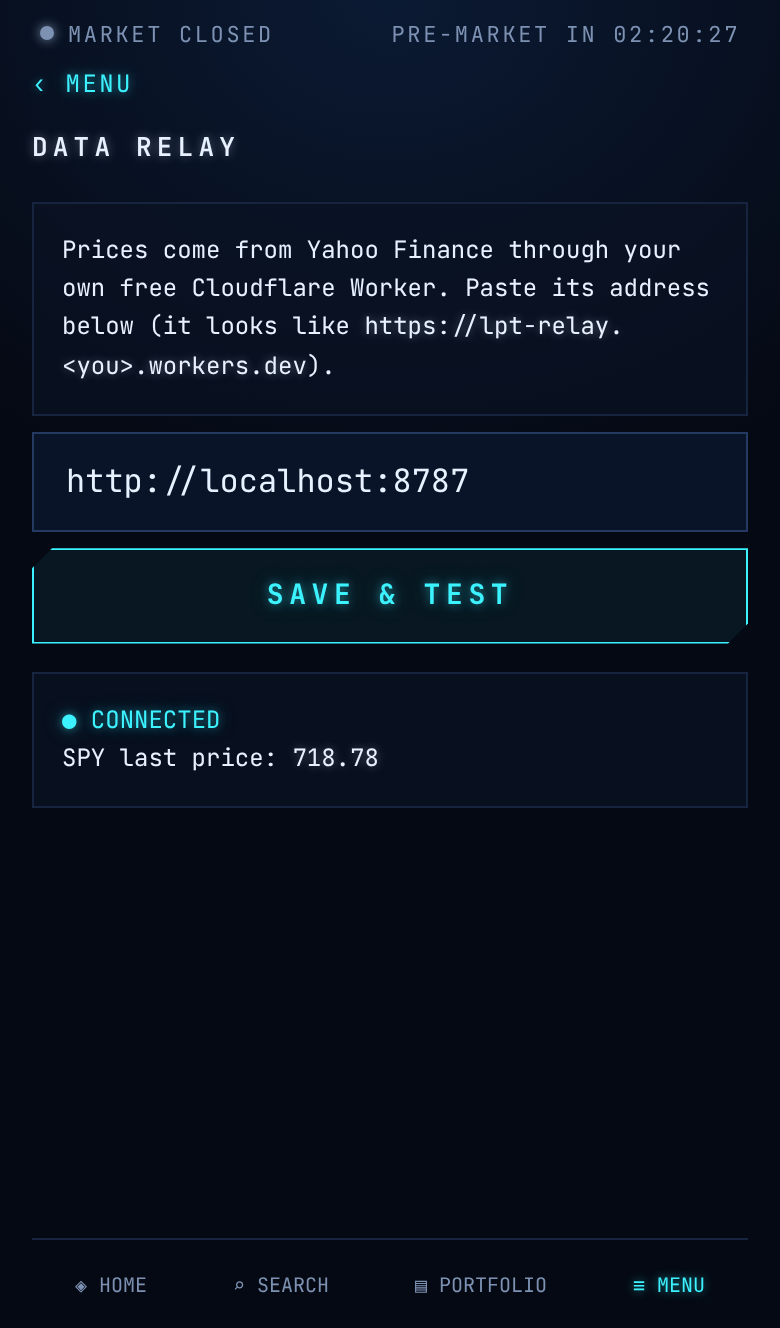 MARKET CLOSED PRE-MARKET IN 02:20:27
‹ MENU
DATA RELAY
Prices come from Yahoo Finance through your
own free Cloudflare Worker. Paste its address
below (it looks like https://lpt-relay.
<you>.workers.dev).
http://localhost:8787
SAVE & TEST
● CONNECTED
SPY last price: 718.78
◈ HOME ⌕ SEARCH ▤ PORTFOLIO ≡ MENU